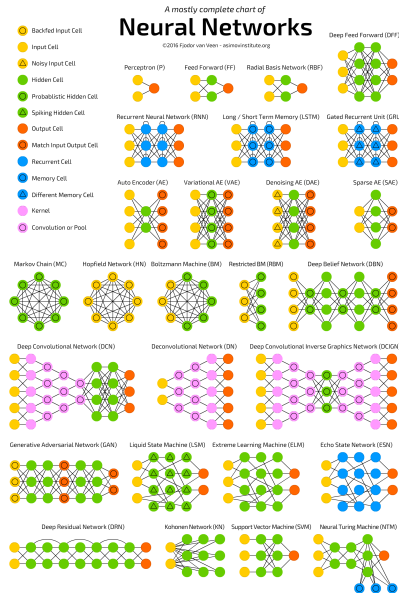 A mostly complete chart of
Neural Networks
©2016 Fjodor van Veen - asimovinstitute.org
Backfed Input Cell
Input Cell
Noisy Input Cell
Hidden Cell
Probablistic Hidden Cell
Spiking Hidden Cell
Output Cell
Match Input Output Cell
Recurrent Cell
Memory Cell
Different Memory Cell
Kernel
Convolution or Pool
Deep Feed Forward (DFF)
Perceptron (P)
Feed Forward (FF)
Radial Basis Network (RBF)
Recurrent Neural Network (RNN)
Long / Short Term Memory (LSTM)
Gated Recurrent Unit (GRU)
Auto Encoder (AE)
Variational AE (VAE)
Denoising AE (DAE)
Sparse AE (SAE)
Markov Chain (MC)
Hopfield Network (HN)
Boltzmann Machine (BM)
Restricted BM (RBM)
Deep Belief Network (DBN)
Deep Convolutional Network (DCN)
Deconvolutional Network (DN)
Deep Convolutional Inverse Graphics Network (DCIGN)
Generative Adversarial Network (GAN)
Liquid State Machine (LSM)
Extreme Learning Machine (ELM)
Echo State Network (ESN)
Deep Residual Network (DRN)
Kohonen Network (KN)
Support Vector Machine (SVM)
Neural Turing Machine (NTM)